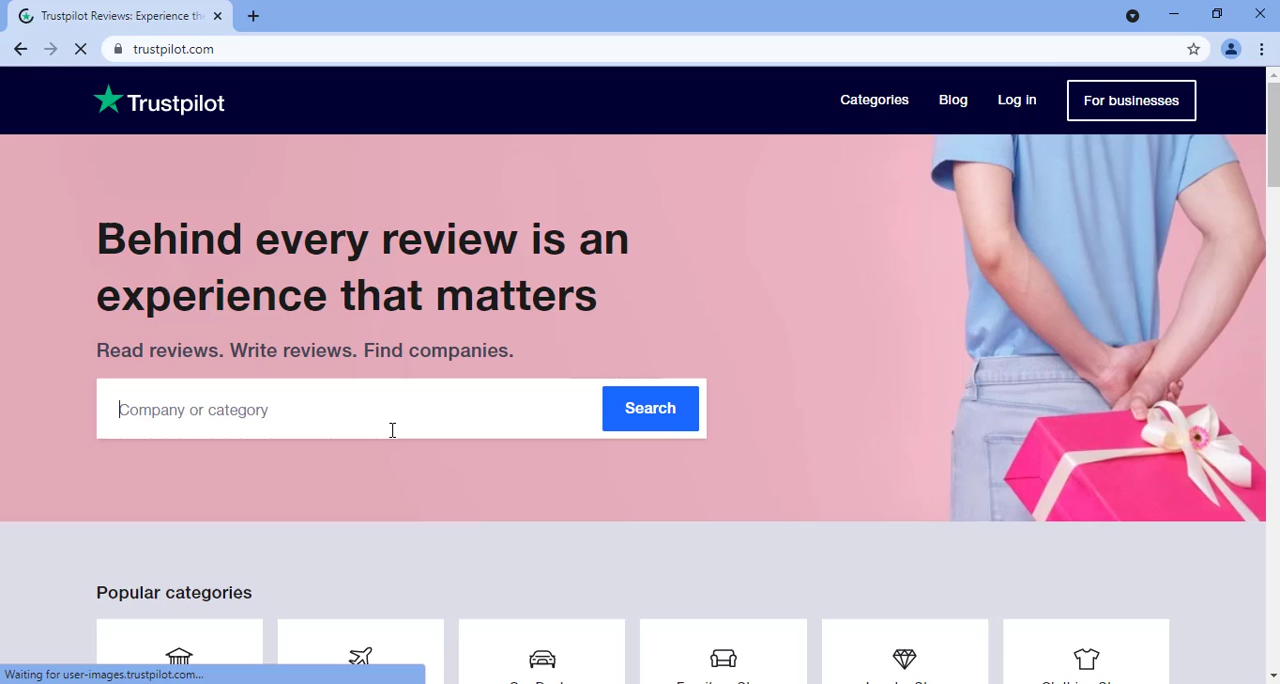 Trustpilot Reviews: Experience th
trustpilot.com
Trustpilot
Categories
Blog
Log in
For businesses
Behind every review is an
experience that matters
Read reviews. Write reviews. Find companies.
Company or category
Search
Popular categories
Waiting for user-images.trustpilot.com...